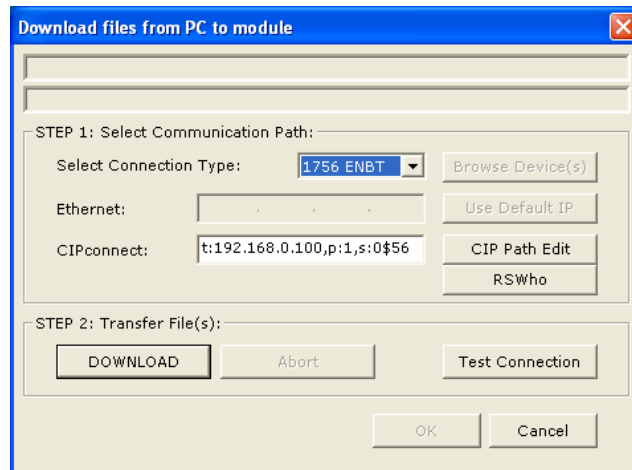 Download files from PC to module
STEP 1: Select Communication Path:
Select Connection Type:
1756 ENBT
Browse Device(s)
Ethernet:
. . .
Use Default IP
CIPconnect:
t:192.168.0.100,p:1,s:0$56
CIP Path Edit
RSWho
STEP 2: Transfer File(s):
DOWNLOAD
Abort
Test Connection
OK
Cancel